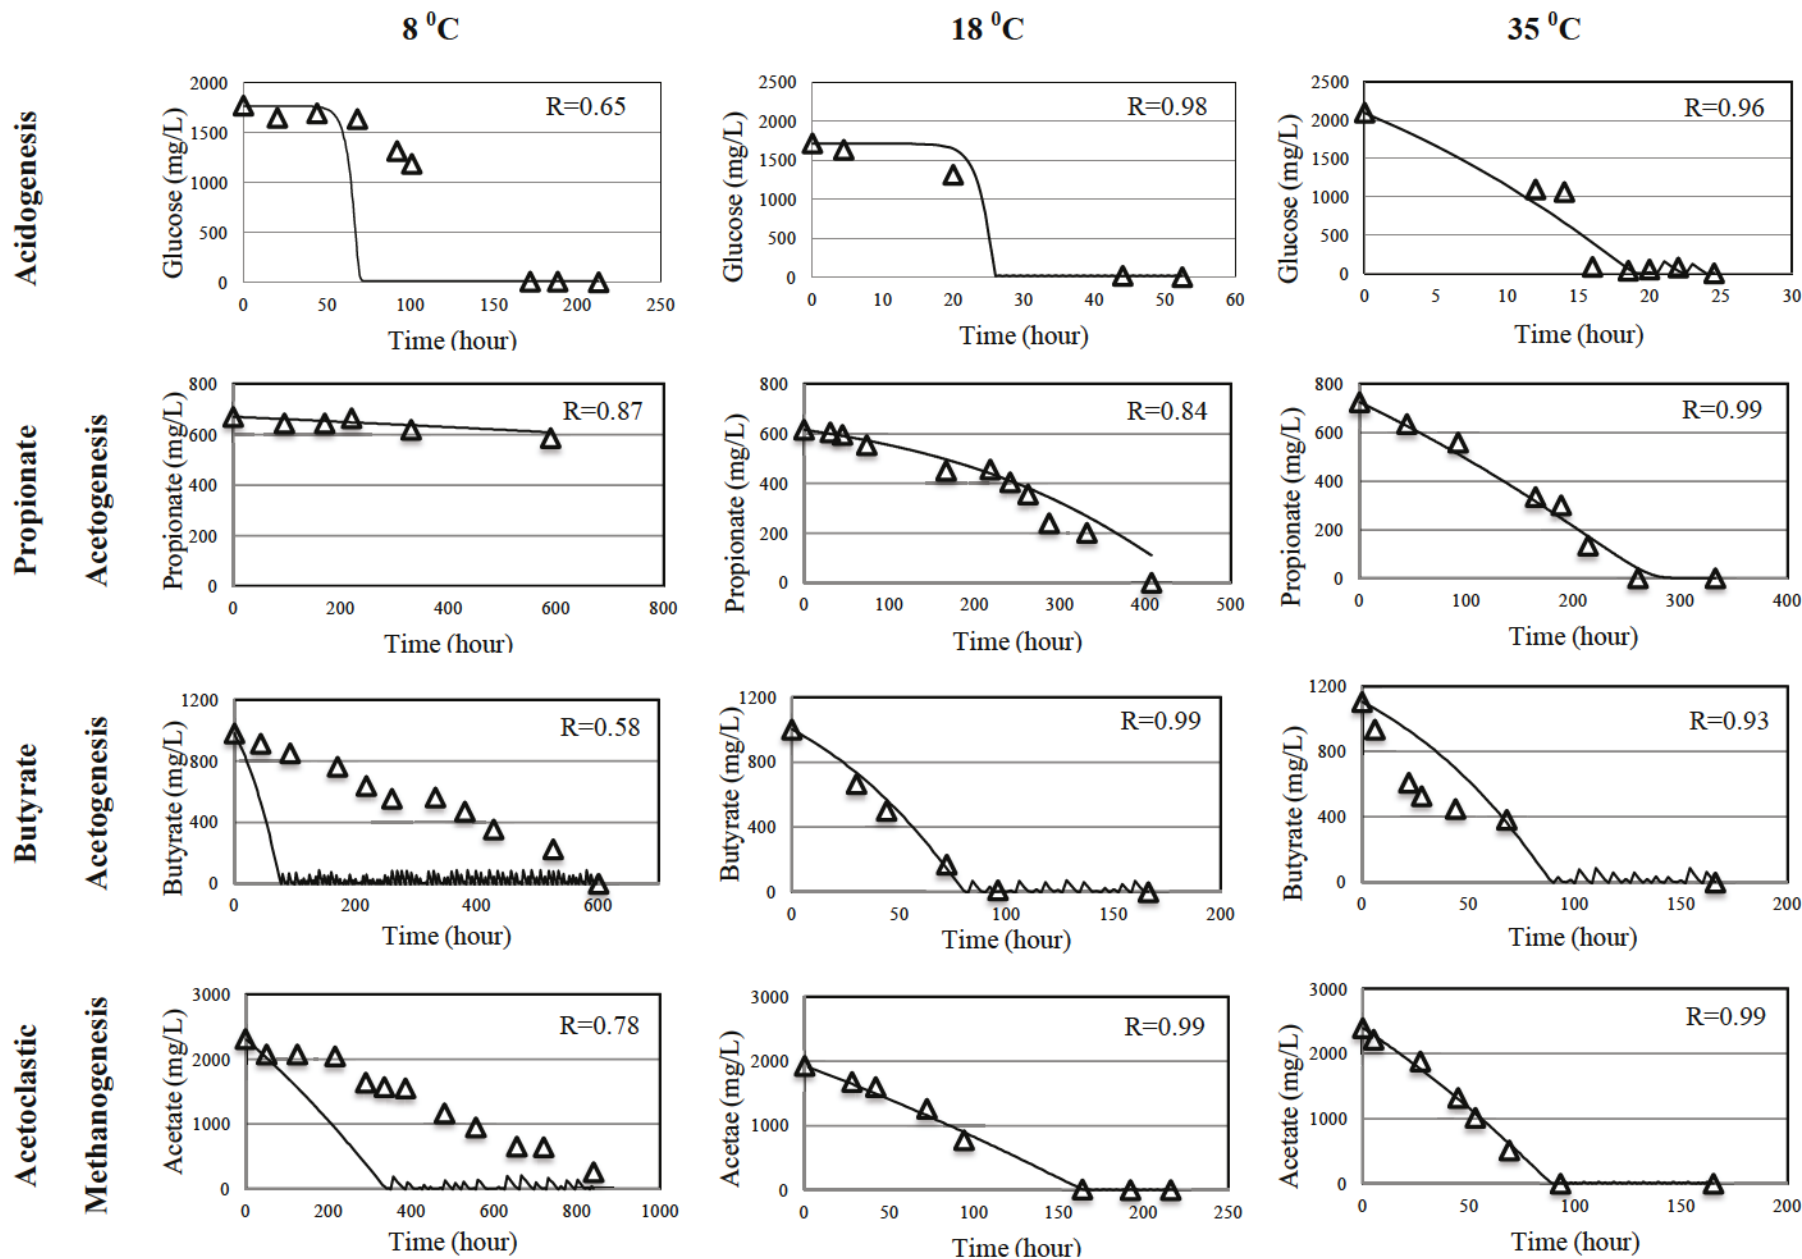 8 ⁰C
18 ⁰C
35 ⁰C
Acidogenesis
Glucose (mg/L)
2000
1500
1000
500
0
R=0.65
0 50 100 150 200 250
Time (hour)
Glucose (mg/L)
2500
2000
1500
1000
500
0
R=0.98
0 10 20 30 40 50 60
Time (hour)
Glucose (mg/L)
2500
2000
1500
1000
500
0
R=0.96
0 5 10 15 20 25 30
Time (hour)
Propionate
Acetogenesis
Propionate (mg/L)
800
600
400
200
0
R=0.87
0 200 400 600 800
Time (hour)
Propionate (mg/L)
800
600
400
200
0
R=0.84
0 100 200 300 400 500
Time (hour)
Propionate (mg/L)
800
600
400
200
0
R=0.99
0 100 200 300 400
Time (hour)
Butyrate
Acetogenesis
Butyrate (mg/L)
1200
800
400
0
R=0.58
0 200 400 600
Time (hour)
Butyrate (mg/L)
1200
800
400
0
R=0.99
0 50 100 150 200
Time (hour)
Butyrate (mg/L)
1200
800
400
0
R=0.93
0 50 100 150 200
Time (hour)
Acetoclastic
Methanogenesis
Acetate (mg/L)
3000
2000
1000
0
R=0.78
0 200 400 600 800 1000
Time (hour)
Acetae (mg/L)
3000
2000
1000
0
R=0.99
0 50 100 150 200 250
Time (hour)
Acetate (mg/L)
3000
2000
1000
0
R=0.99
0 50 100 150 200
Time (hour)